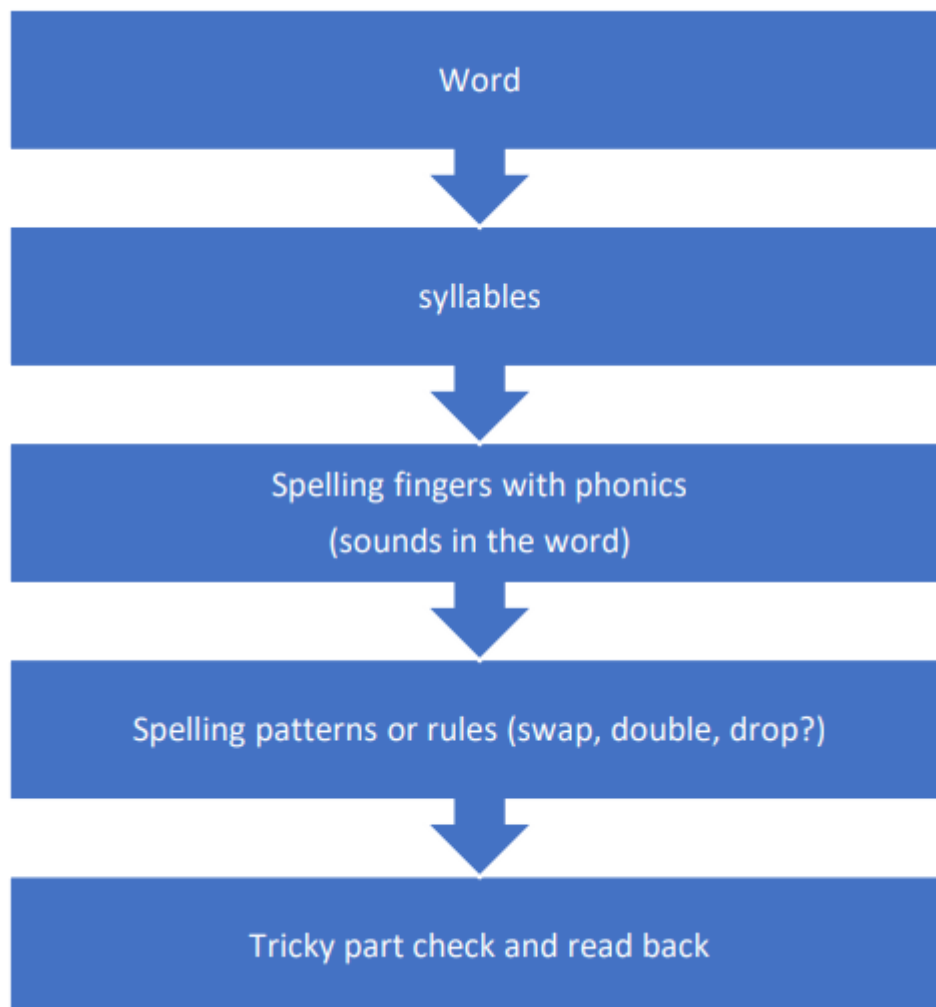 Word
syllables
Spelling fingers with phonics
(sounds in the word)
Spelling patterns or rules (swap, double, drop?)
Tricky part check and read back